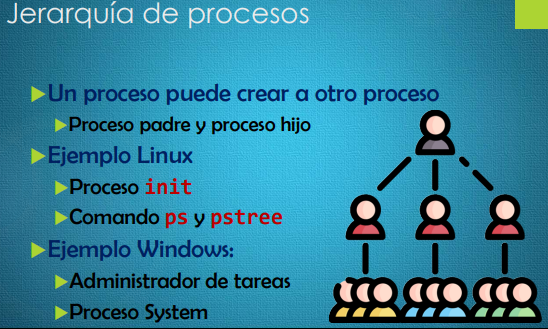 Jerarquía de procesos
Un proceso puede crear a otro proceso
Proceso padre y proceso hijo
Ejemplo Linux
Proceso init
Comando ps y pstree
Ejemplo Windows:
Administrador de tareas
Proceso System